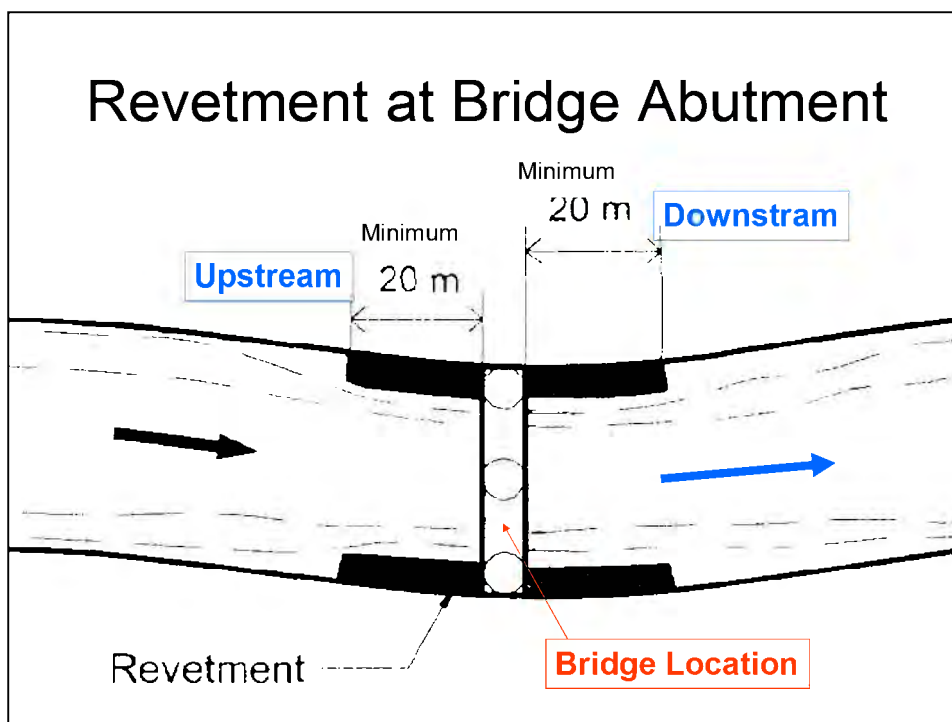 Revetment at Bridge Abutment
Minimum
20 m
Downstram
Minimum
Upstream
20 m
Revetment
Bridge Location